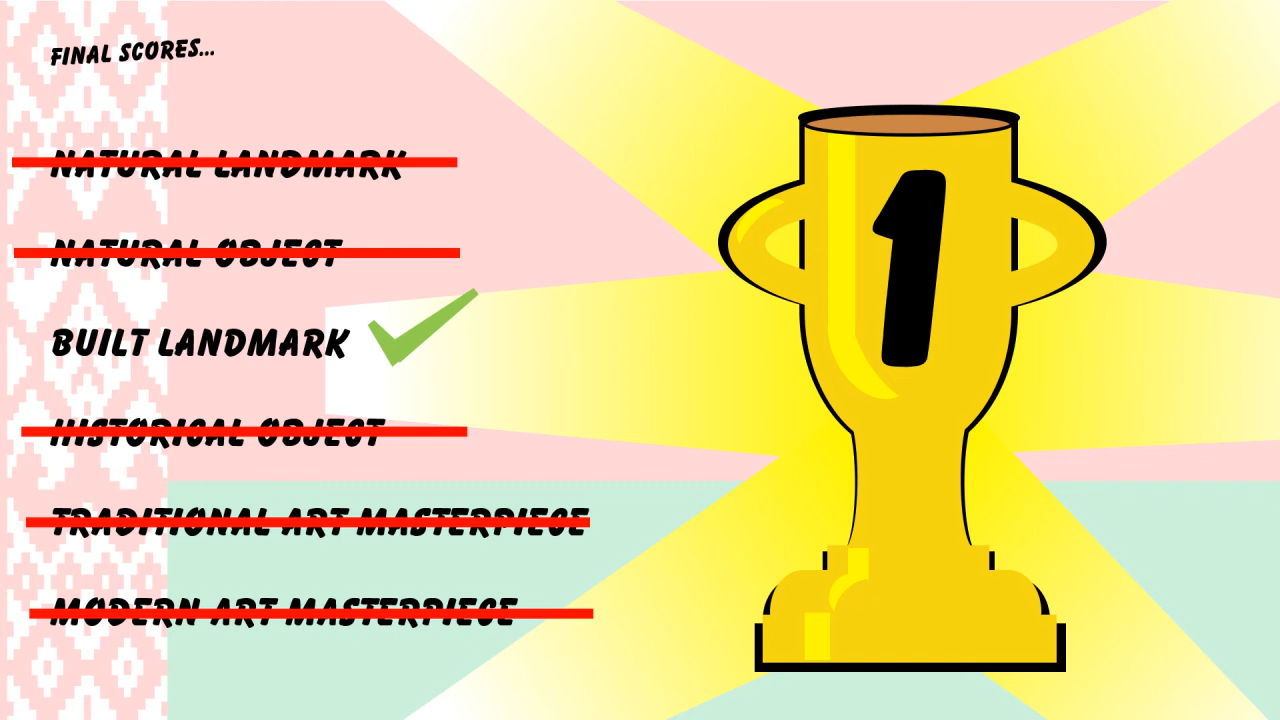 FINAL SCORES...
NATURAL LANDMARK
NATURAL OBJECT
BUILT LANDMARK
HISTORICAL OBJECT
TRADITIONAL ART MASTERPIECE
MODERN ART MASTERPIECE
1